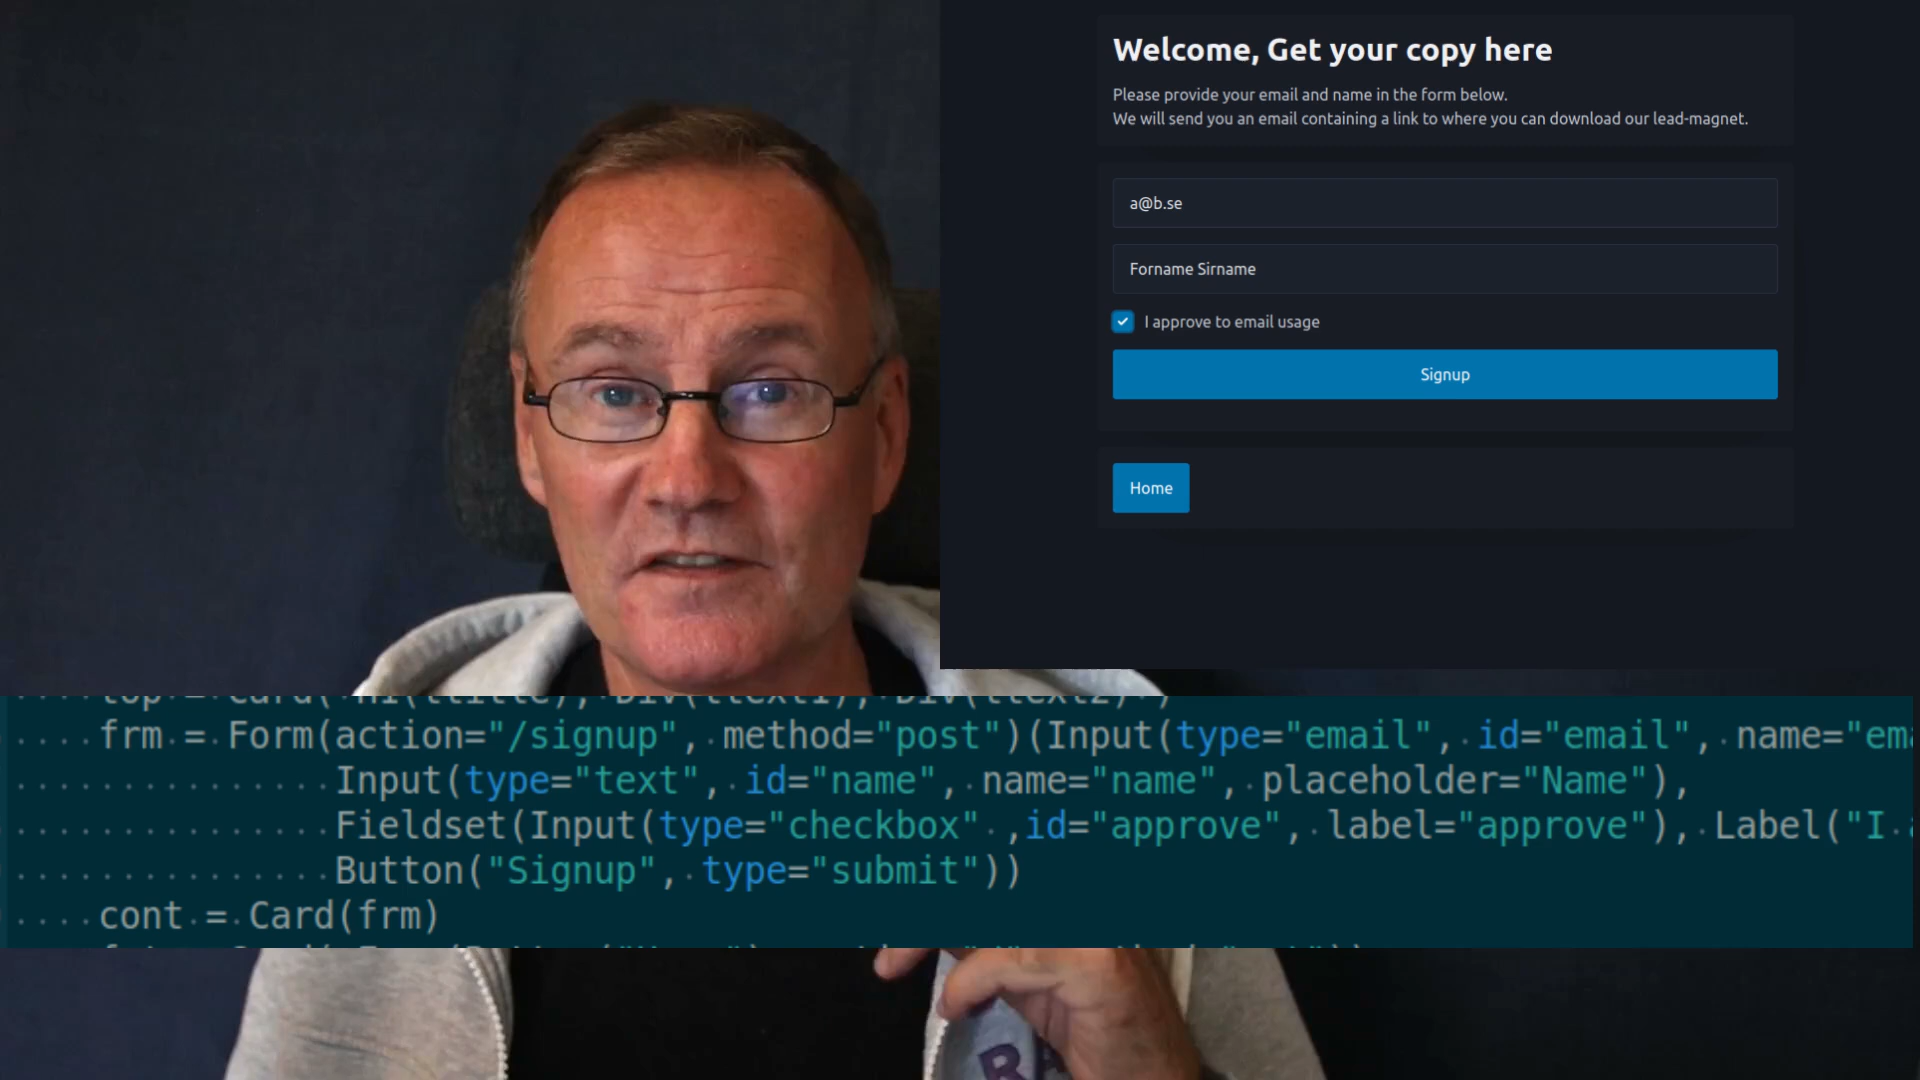 Welcome, Get your copy here
Please provide your email and name in the form below.
We will send you an email containing a link to where you can download our lead-magnet.
a@b.se
Forname Sirname
I approve to email usage
Signup
Home
frm = Form(action="/signup", method="post")(Input(type="email", id="email", name="ema
Input(type="text", id="name", name="name", placeholder="Name"),
Fieldset(Input(type="checkbox" ,id="approve", label="approve"), Label("I a
Button("Signup", type="submit"))
cont = Card(frm)